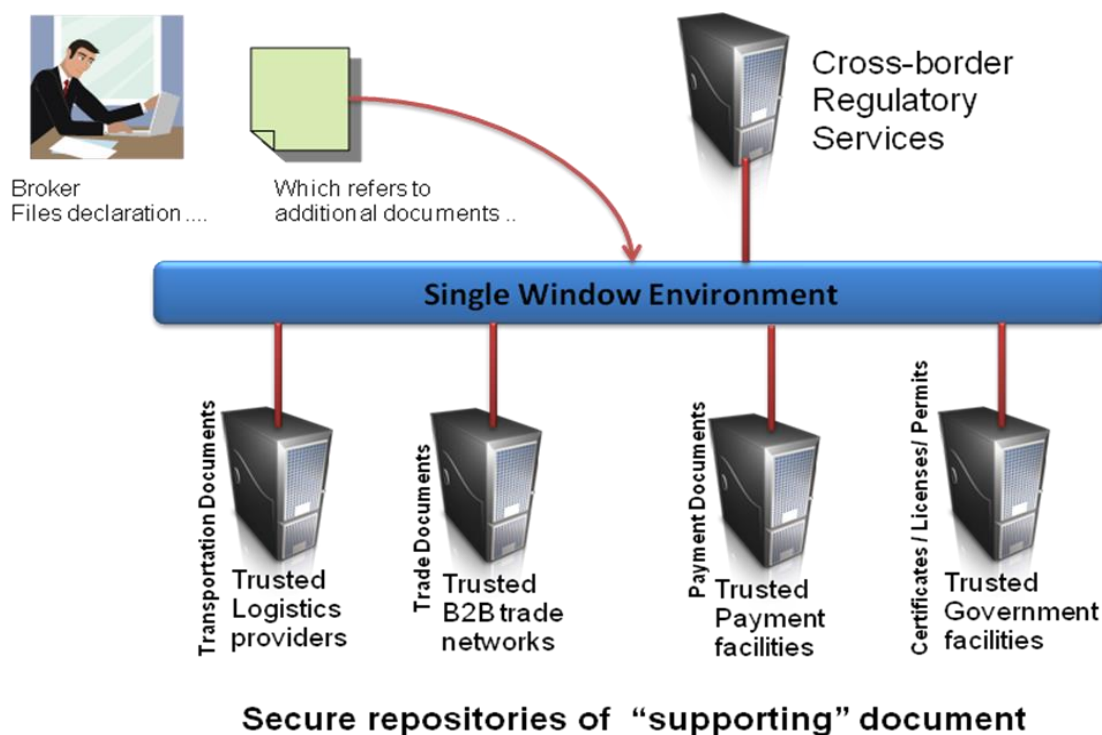 Cross-border
Regulatory
Services
Broker
Files declaration ....
Which refers to
additional documents ..
Single Window Environment
Transportation Documents
Trusted
Logistics
providers
Trade Documents
Trusted
B2B trade
networks
Payment Documents
Trusted
Payment
facilities
Certificates / Licenses/ Permits
Trusted
Government
facilities
Secure repositories of “supporting” document